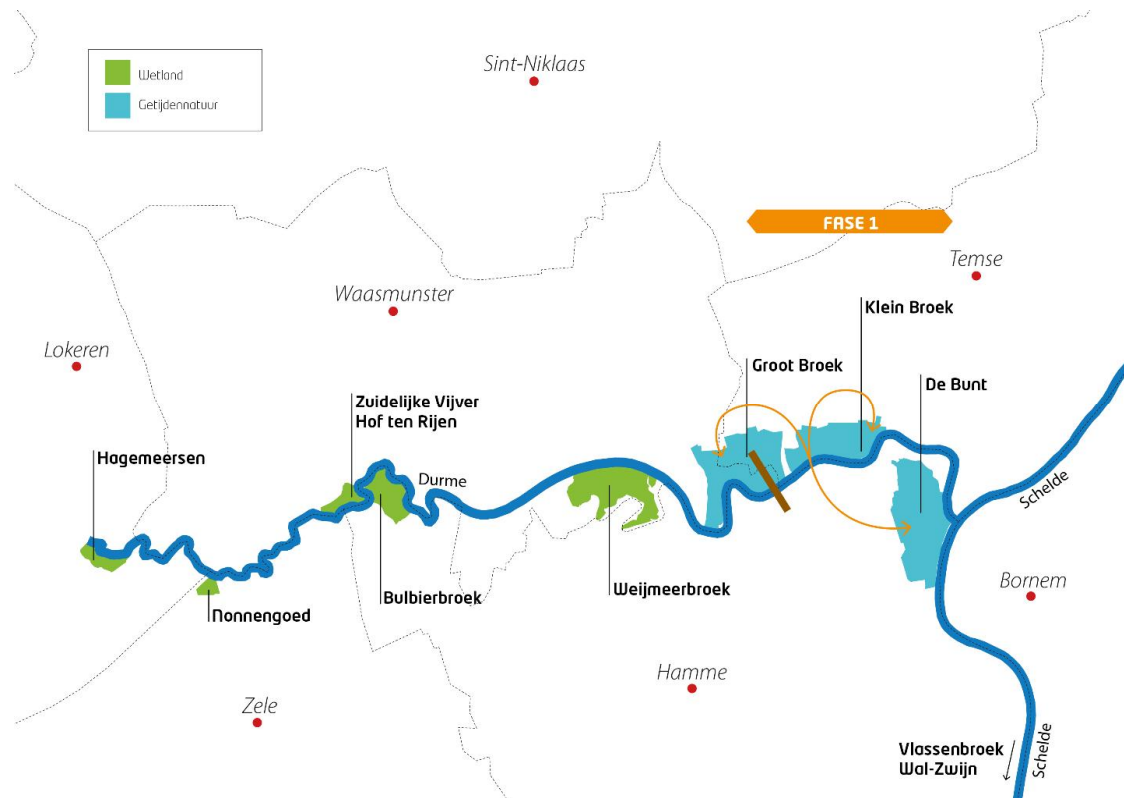 Sint-Niklaas
Wetland
Getijdennatuur
FASE 1
Temse
Waasmunster
Klein Broek
Lokeren
Groot Broek
De Bunt
Zuidelijke Vijver
Hof ten Rijen
Hagemeersen
Durme
Schelde
Bornem
Weijmeerbroek
Bulbierbroek
Nonnengoed
Hamme
Zele
Vlassenbroek
Wal-Zwijn
Schelde